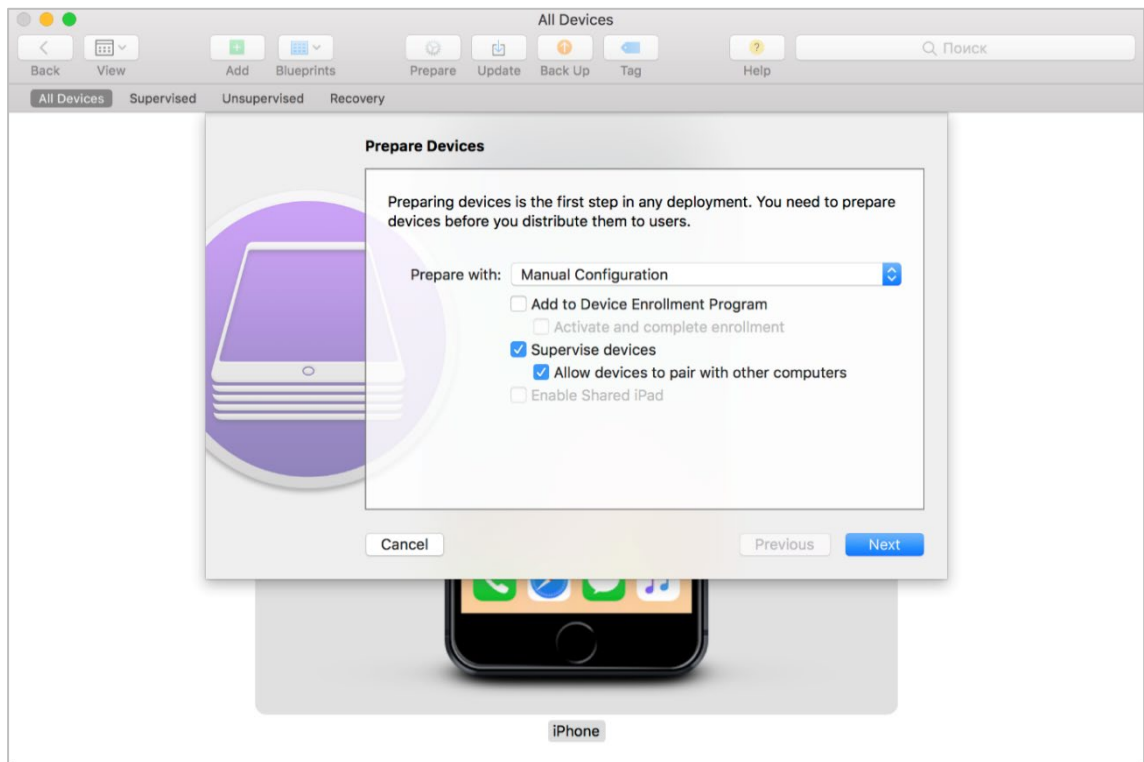 All Devices
Back View Add Blueprints Prepare Update Back Up Tag Help Поиск
All Devices Supervised Unsupervised Recovery
Prepare Devices
Preparing devices is the first step in any deployment. You need to prepare
devices before you distribute them to users.
Prepare with: Manual Configuration
Add to Device Enrollment Program
Activate and complete enrollment
Supervise devices
Allow devices to pair with other computers
Enable Shared iPad
Cancel Previous Next
iPhone